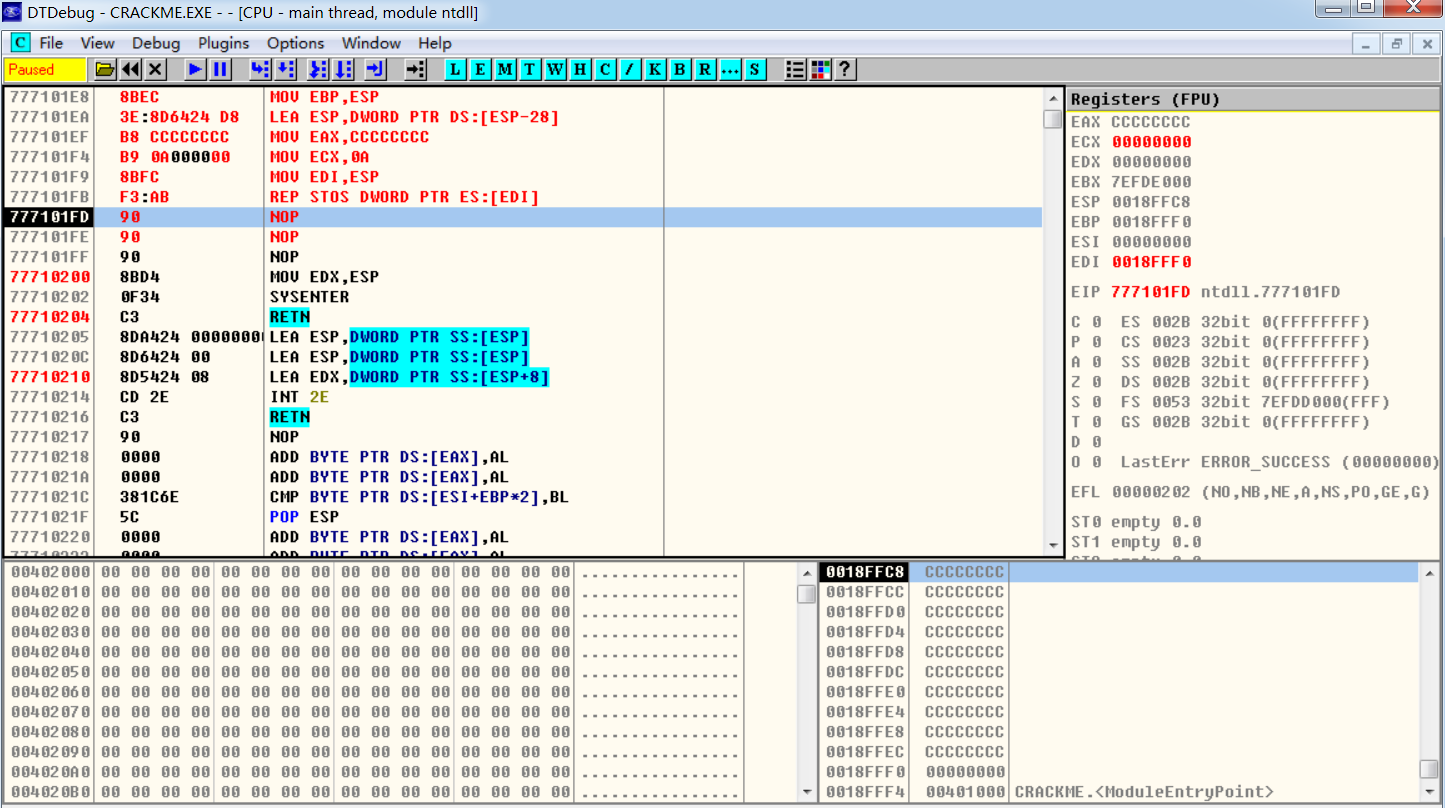 DTDebug - CRACKME.EXE - - [CPU - main thread, module ntdll]
C File View Debug Plugins Options Window Help
Paused L E M T W H C / K B R ... S ?
777101E8 8BEC MOV EBP,ESP
777101EA 3E:8D6424 D8 LEA ESP,DWORD PTR DS:[ESP-28]
777101EF B8 CCCCCCCC MOV EAX,CCCCCCCC
777101F4 B9 0A000000 MOV ECX,0A
777101F9 8BFC MOV EDI,ESP
777101FB F3:AB REP STOS DWORD PTR ES:[EDI]
777101FD 90 NOP
777101FE 90 NOP
777101FF 90 NOP
77710200 8BD4 MOV EDX,ESP
77710202 0F34 SYSENTER
77710204 C3 RETN
77710205 8DA424 00000000 LEA ESP,DWORD PTR SS:[ESP]
7771020C 8D6424 00 LEA ESP,DWORD PTR SS:[ESP]
77710210 8D5424 08 LEA EDX,DWORD PTR SS:[ESP+8]
77710214 CD 2E INT 2E
77710216 C3 RETN
77710217 90 NOP
77710218 0000 ADD BYTE PTR DS:[EAX],AL
7771021A 0000 ADD BYTE PTR DS:[EAX],AL
7771021C 381C6E CMP BYTE PTR DS:[ESI+EBP*2],BL
7771021F 5C POP ESP
77710220 0000 ADD BYTE PTR DS:[EAX],AL
77710222 0000 ADD BYTE PTR DS:[EAX],AL
Registers (FPU)
EAX CCCCCCCC
ECX 00000000
EDX 00000000
EBX 7EFDE000
ESP 0018FFC8
EBP 0018FFF0
ESI 00000000
EDI 0018FFF0
EIP 777101FD ntdll.777101FD
C 0 ES 002B 32bit 0(FFFFFFFF)
P 0 CS 0023 32bit 0(FFFFFFFF)
A 0 SS 002B 32bit 0(FFFFFFFF)
Z 0 DS 002B 32bit 0(FFFFFFFF)
S 0 FS 0053 32bit 7EFDD000(FFF)
T 0 GS 002B 32bit 0(FFFFFFFF)
D 0
O 0 LastErr ERROR_SUCCESS (00000000)
EFL 00000202 (NO,NB,NE,A,NS,PO,GE,G)
ST0 empty 0.0
ST1 empty 0.0
ST2 empty 0.0
00402000 00 00 00 00 00 00 00 00 00 00 00 00 00 00 00 00 ................
00402010 00 00 00 00 00 00 00 00 00 00 00 00 00 00 00 00 ................
00402020 00 00 00 00 00 00 00 00 00 00 00 00 00 00 00 00 ................
00402030 00 00 00 00 00 00 00 00 00 00 00 00 00 00 00 00 ................
00402040 00 00 00 00 00 00 00 00 00 00 00 00 00 00 00 00 ................
00402050 00 00 00 00 00 00 00 00 00 00 00 00 00 00 00 00 ................
00402060 00 00 00 00 00 00 00 00 00 00 00 00 00 00 00 00 ................
00402070 00 00 00 00 00 00 00 00 00 00 00 00 00 00 00 00 ................
00402080 00 00 00 00 00 00 00 00 00 00 00 00 00 00 00 00 ................
00402090 00 00 00 00 00 00 00 00 00 00 00 00 00 00 00 00 ................
004020A0 00 00 00 00 00 00 00 00 00 00 00 00 00 00 00 00 ................
004020B0 00 00 00 00 00 00 00 00 00 00 00 00 00 00 00 00 ................
0018FFC8 CCCCCCCC
0018FFCC CCCCCCCC
0018FFD0 CCCCCCCC
0018FFD4 CCCCCCCC
0018FFD8 CCCCCCCC
0018FFDC CCCCCCCC
0018FFE0 CCCCCCCC
0018FFE4 CCCCCCCC
0018FFE8 CCCCCCCC
0018FFEC CCCCCCCC
0018FFF0 00000000
0018FFF4 00401000 CRACKME.<ModuleEntryPoint>